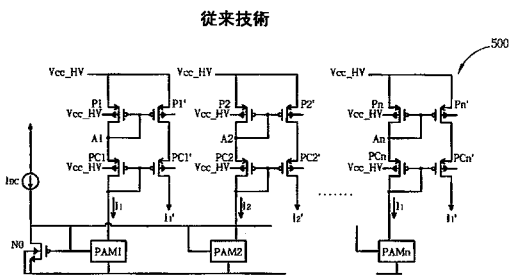 従来技術
500
Vcc_HV Vcc_HV Vcc_HV
P1 P1' P2 P2' Pn Pn'
Vcc_HV Vcc_HV Vcc_HV
A1 A2 An
PC1 PC1' PC2 PC2' PCn PCn'
Vcc_HV Vcc_HV Vcc_HV
IDC
I1 I1' I2 I2' I1 I1'
N0 PAM1 PAM2 PAMn